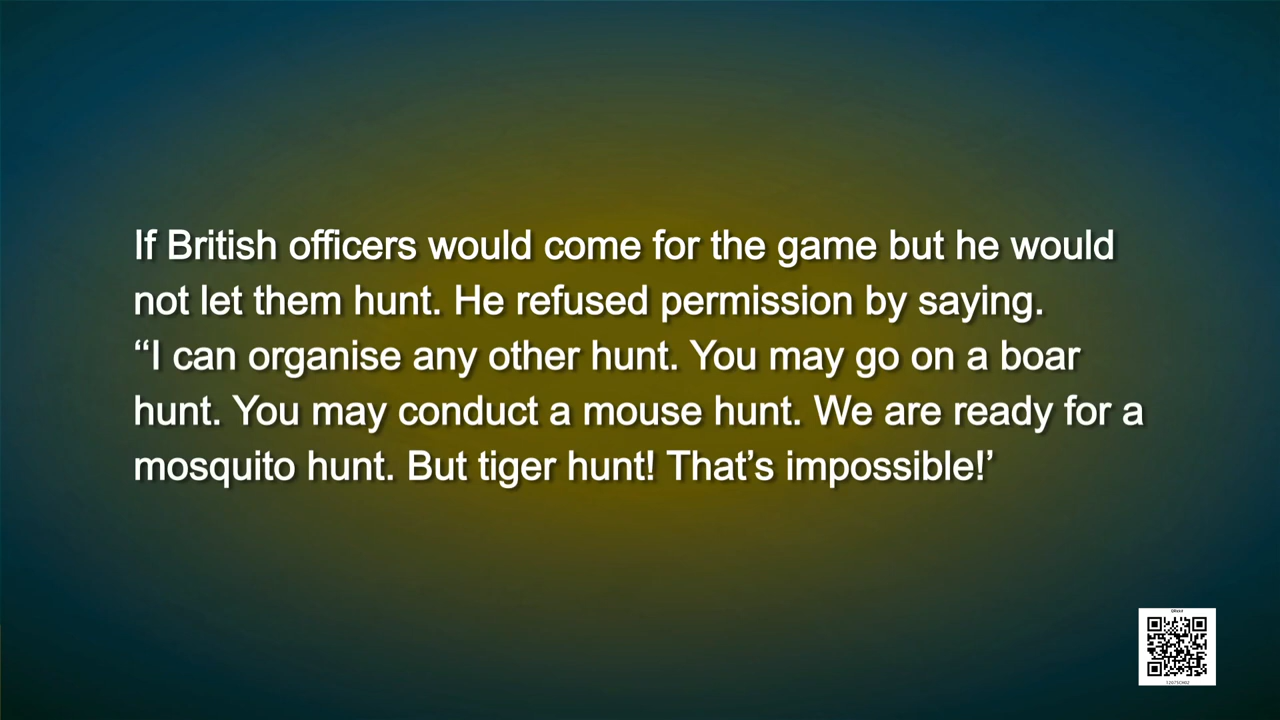 If British officers would come for the game but he would
not let them hunt. He refused permission by saying.
“I can organise any other hunt. You may go on a boar
hunt. You may conduct a mouse hunt. We are ready for a
mosquito hunt. But tiger hunt! That’s impossible!’